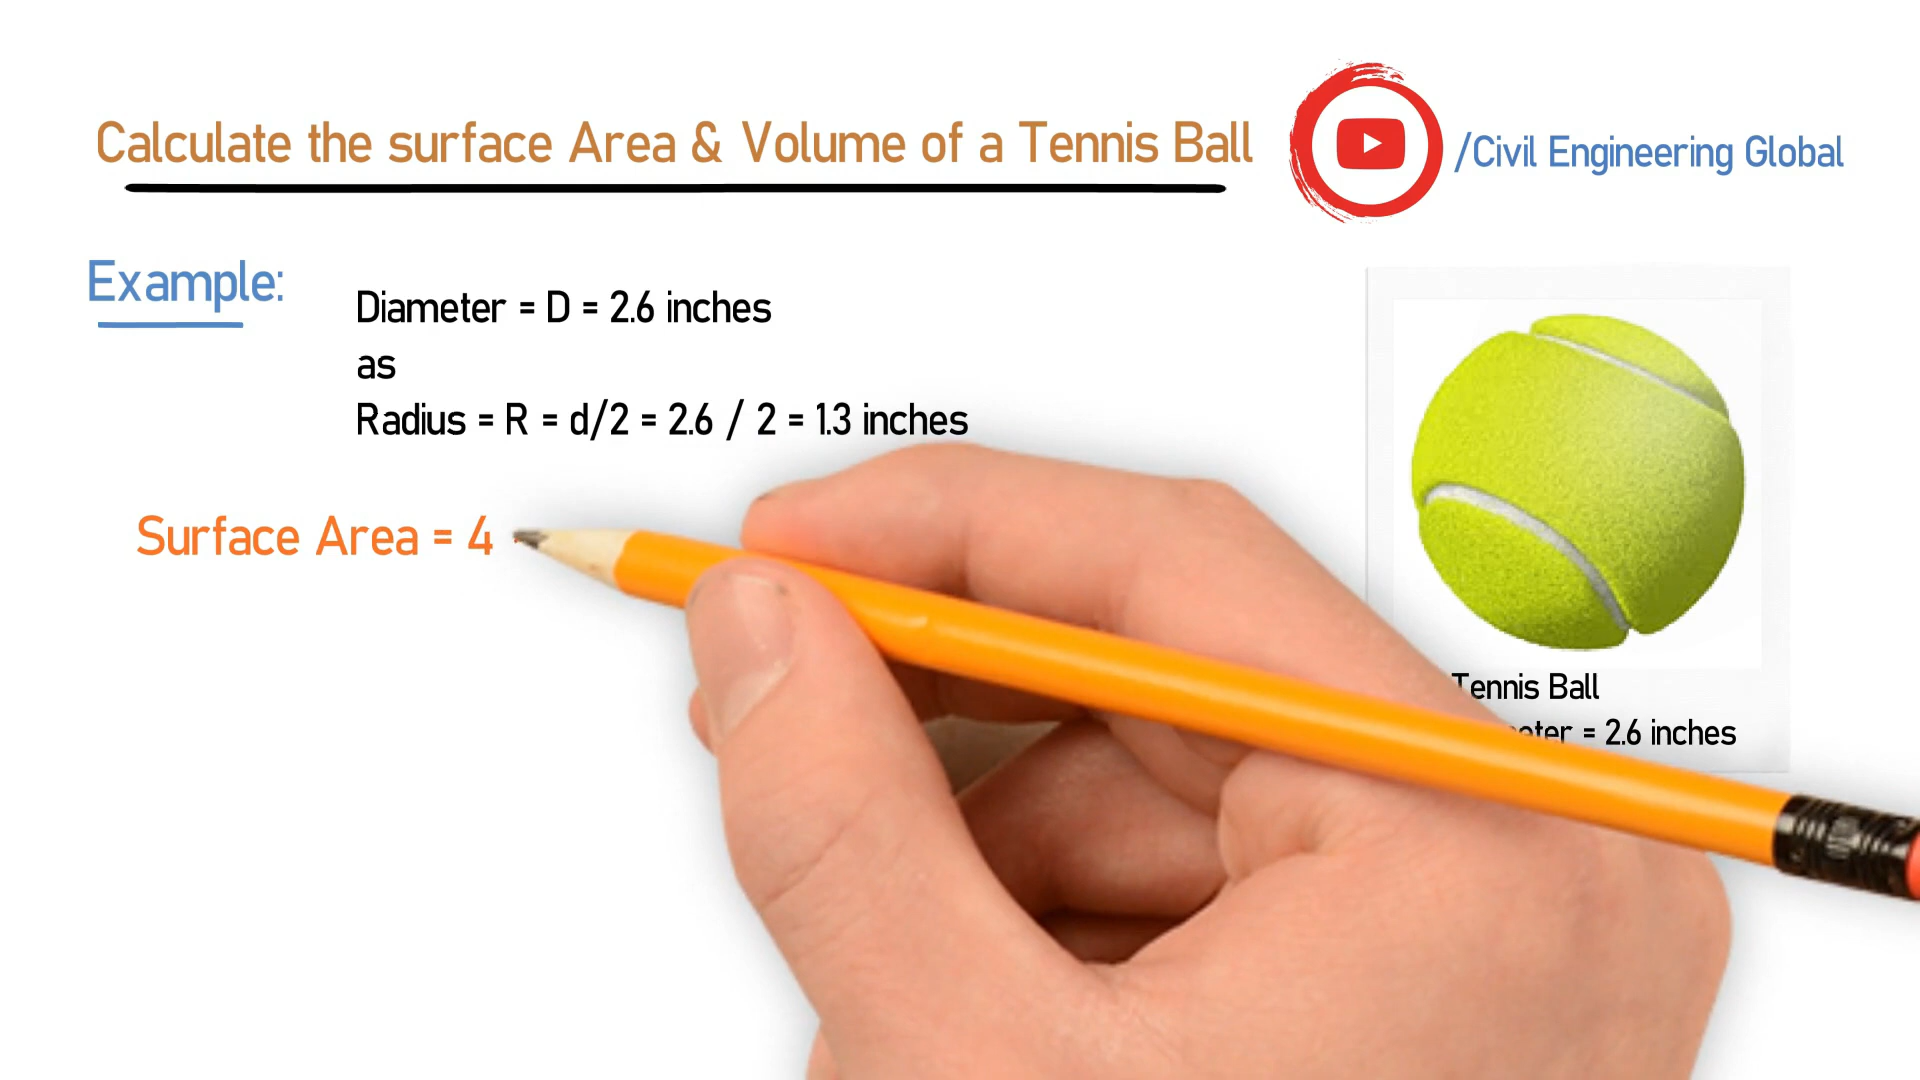 Calculate the surface Area & Volume of a Tennis Ball
/Civil Engineering Global
Example:
Diameter = D = 2.6 inches
as
Radius = R = d/2 = 2.6 / 2 = 1.3 inches
Surface Area = 4
Tennis Ball
= 2.6 inches